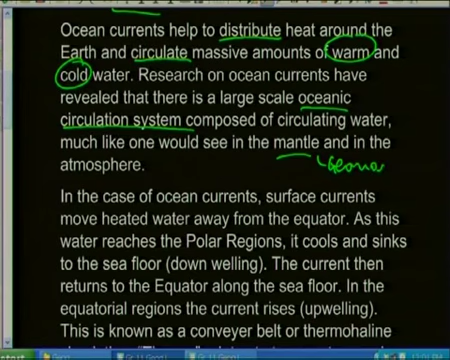 Ocean currents help to distribute heat around the
Earth and circulate massive amounts of warm and
cold water. Research on ocean currents have
revealed that there is a large scale oceanic
circulation system composed of circulating water,
much like one would see in the mantle and in the
atmosphere.
In the case of ocean currents, surface currents
move heated water away from the equator. As this
water reaches the Polar Regions, it cools and sinks
to the sea floor (down welling). The current then
returns to the Equator along the sea floor. In the
equatorial regions the current rises (upwelling).
This is known as a conveyer belt or thermohaline
start